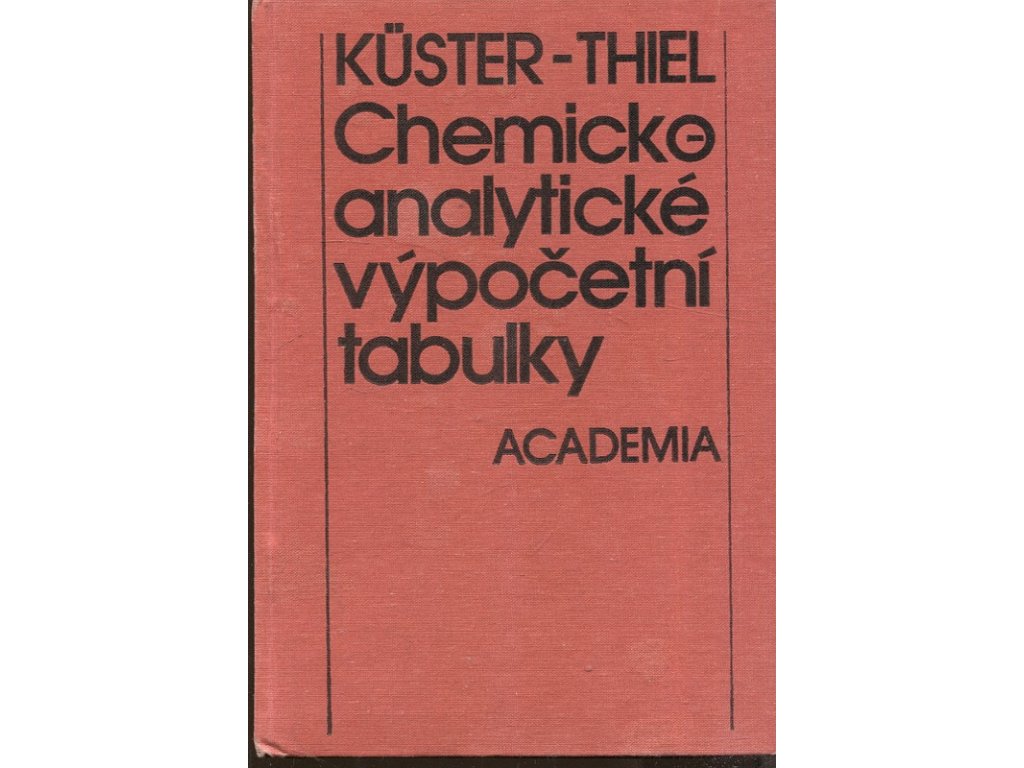 KÜSTER-THIEL
Chemicko-
analytické
výpočetní
tabulky
ACADEMIA